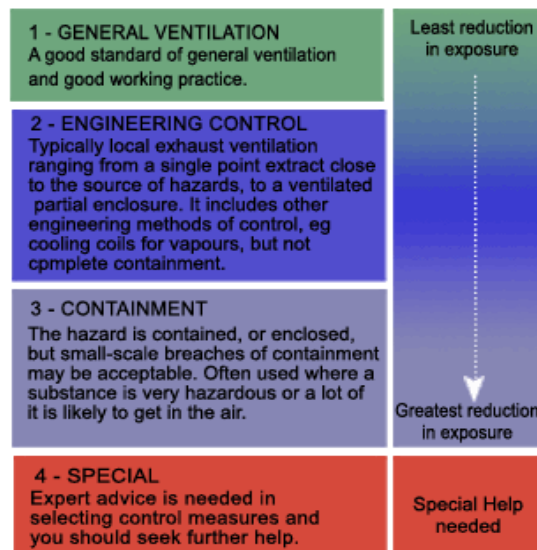 1 - GENERAL VENTILATION
A good standard of general ventilation
and good working practice.
Least reduction
in exposure
2 - ENGINEERING CONTROL
Typically local exhaust ventilation
ranging from a single point extract close
to the source of hazards, to a ventilated
partial enclosure. It includes other
engineering methods of control, eg
cooling coils for vapours, but not
cpmplete containment.
3 - CONTAINMENT
The hazard is contained, or enclosed,
but small-scale breaches of containment
may be acceptable. Often used where a
substance is very hazardous or a lot of
it is likely to get in the air.
Greatest reduction
in exposure
4 - SPECIAL
Expert advice is needed in
selecting control measures and
you should seek further help.
Special Help
needed